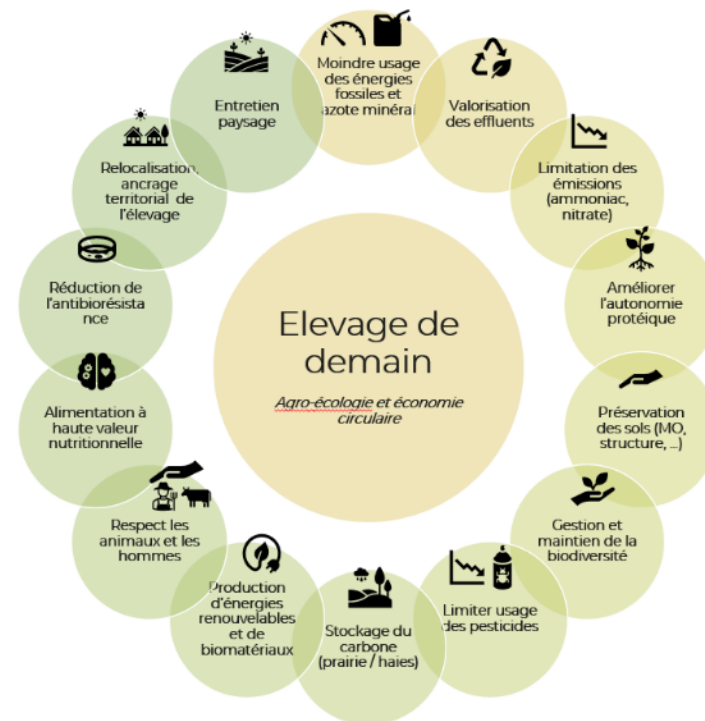 Elevage de
demain
Agro-écologie et économie
circulaire
Moindre usage
des énergies
fossiles et
azote minéral
Valorisation
des effluents
Limitation des
émissions
(ammoniac,
nitrate)
Améliorer
l'autonomie
protéique
Préservation
des sols (MO,
structure, ...)
Gestion et
maintien de la
biodiversité
Limiter usage
des pesticides
Stockage du
carbone
(prairie / haies)
Production
d'énergies
renouvelables
et de
biomatériaux
Respect les
animaux et les
hommes
Alimentation à
haute valeur
nutritionnelle
Réduction de
l'antibiorésista
nce
Relocalisation,
ancrage
territorial de
l'élevage
Entretien
paysage